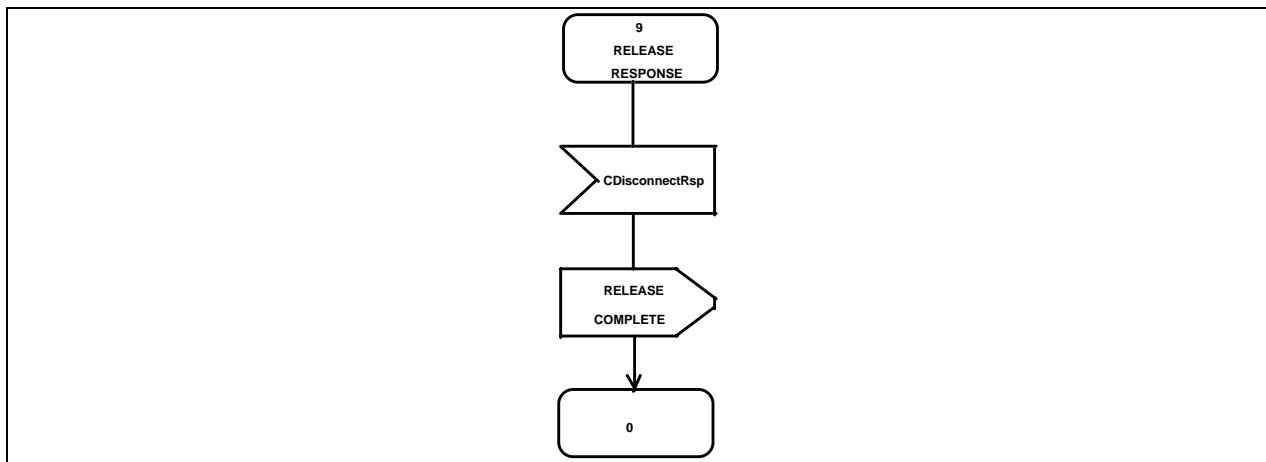 9
RELEASE
RESPONSE
CDisconnectRsp
RELEASE
COMPLETE
0